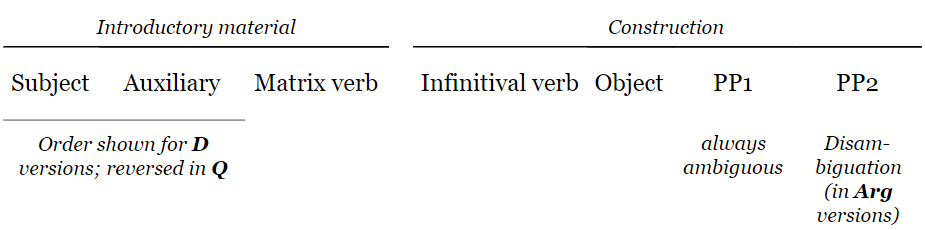 Introductory material Construction
Subject Auxiliary Matrix verb Infinitival verb Object PP1 PP2
Order shown for D
versions; reversed in Q
always
ambiguous
Disam-
biguation
(in Arg
versions)